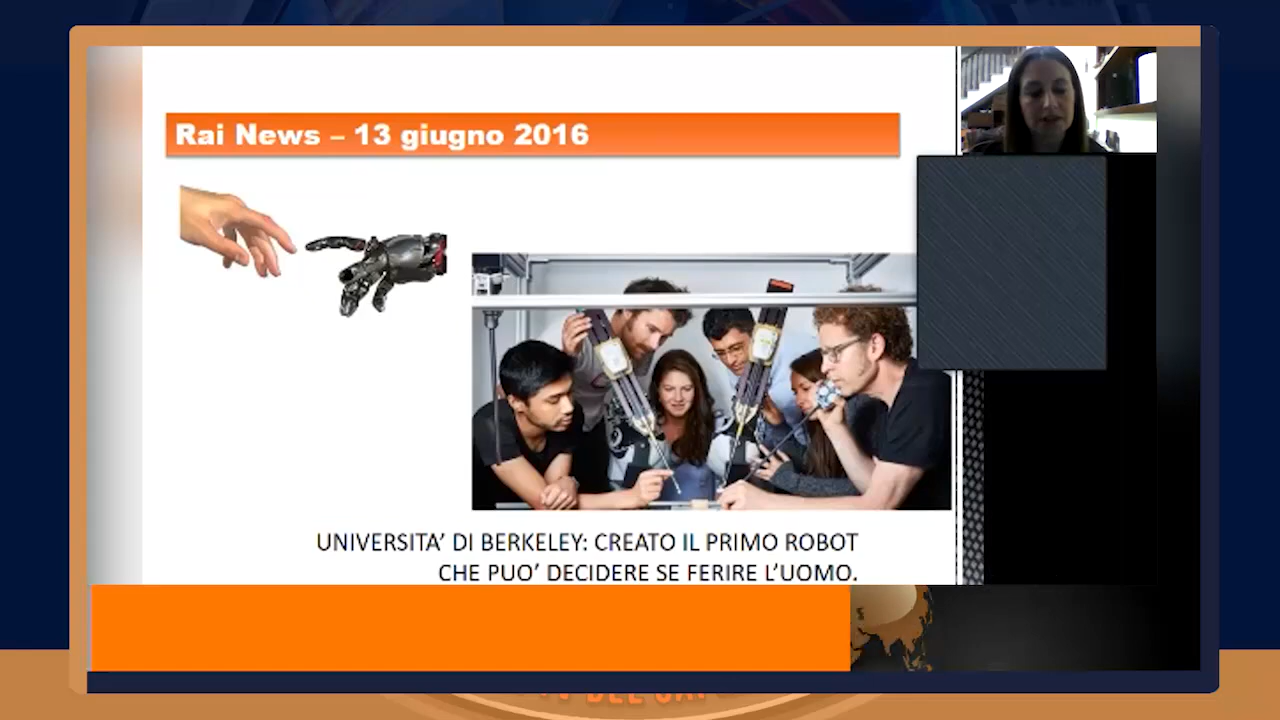 Rai News – 13 giugno 2016
UNIVERSITA’ DI BERKELEY: CREATO IL PRIMO ROBOT
CHE PUO’ DECIDERE SE FERIRE L’UOMO.